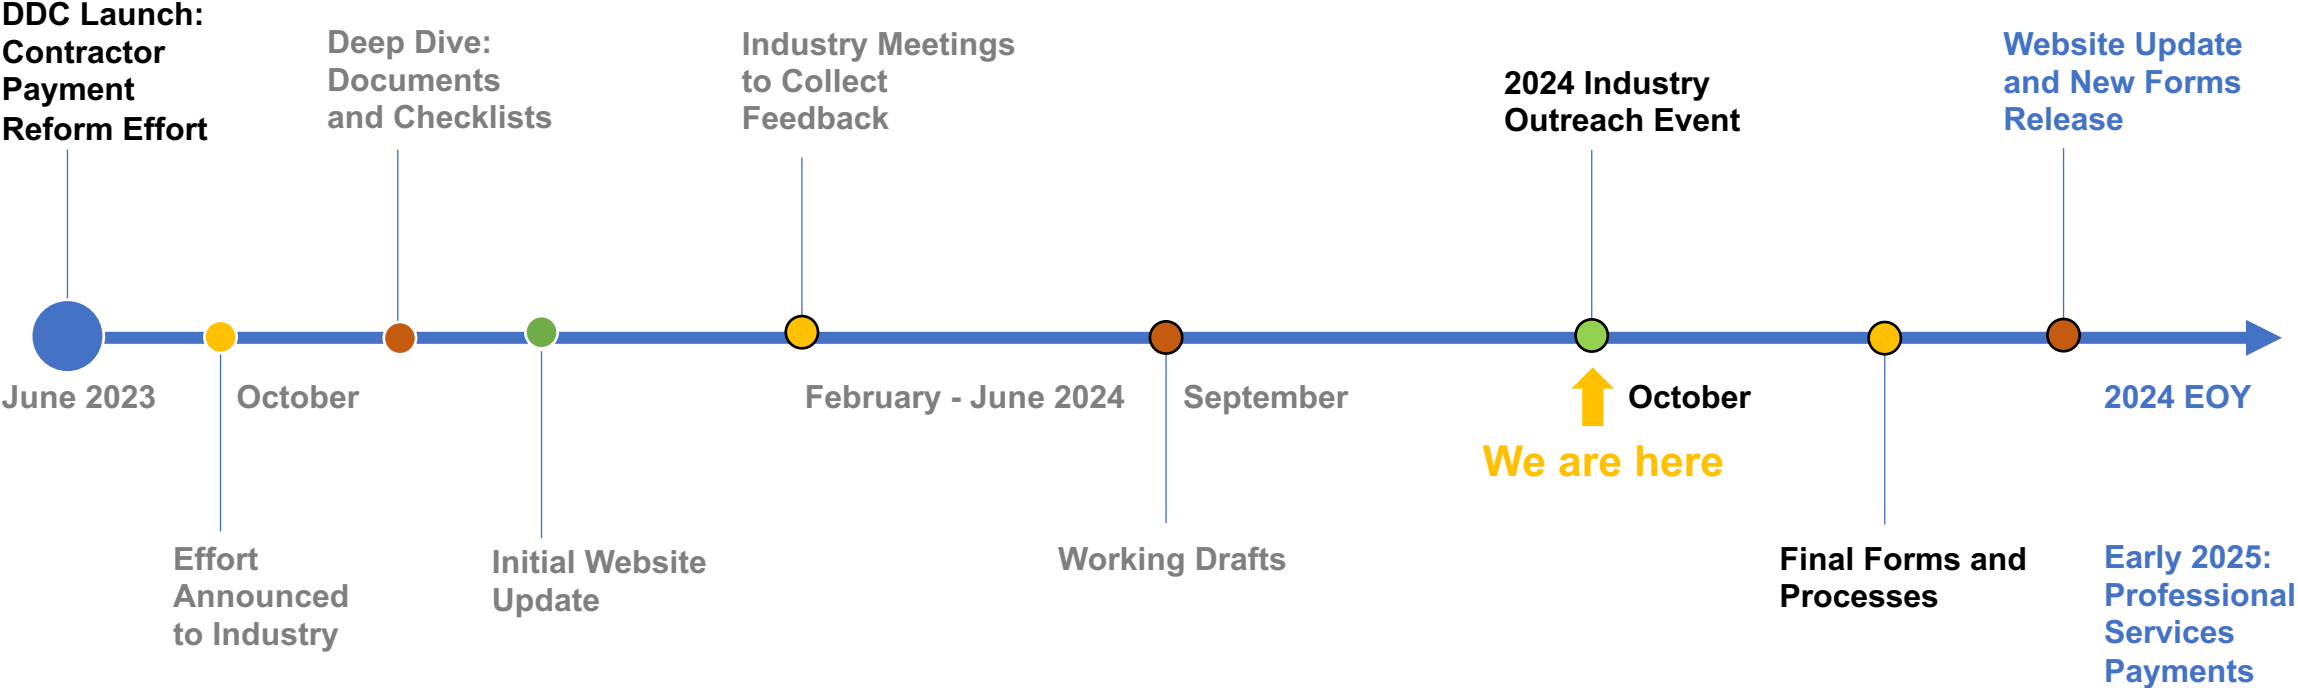 DDC Launch:
Contractor
Payment
Reform Effort
Deep Dive:
Documents
and Checklists
Industry Meetings
to Collect
Feedback
2024 Industry
Outreach Event
Website Update
and New Forms
Release
June 2023
October
February - June 2024
September
October
2024 EOY
We are here
Effort
Announced
to Industry
Initial Website
Update
Working Drafts
Final Forms and
Processes
Early 2025:
Professional
Services
Payments